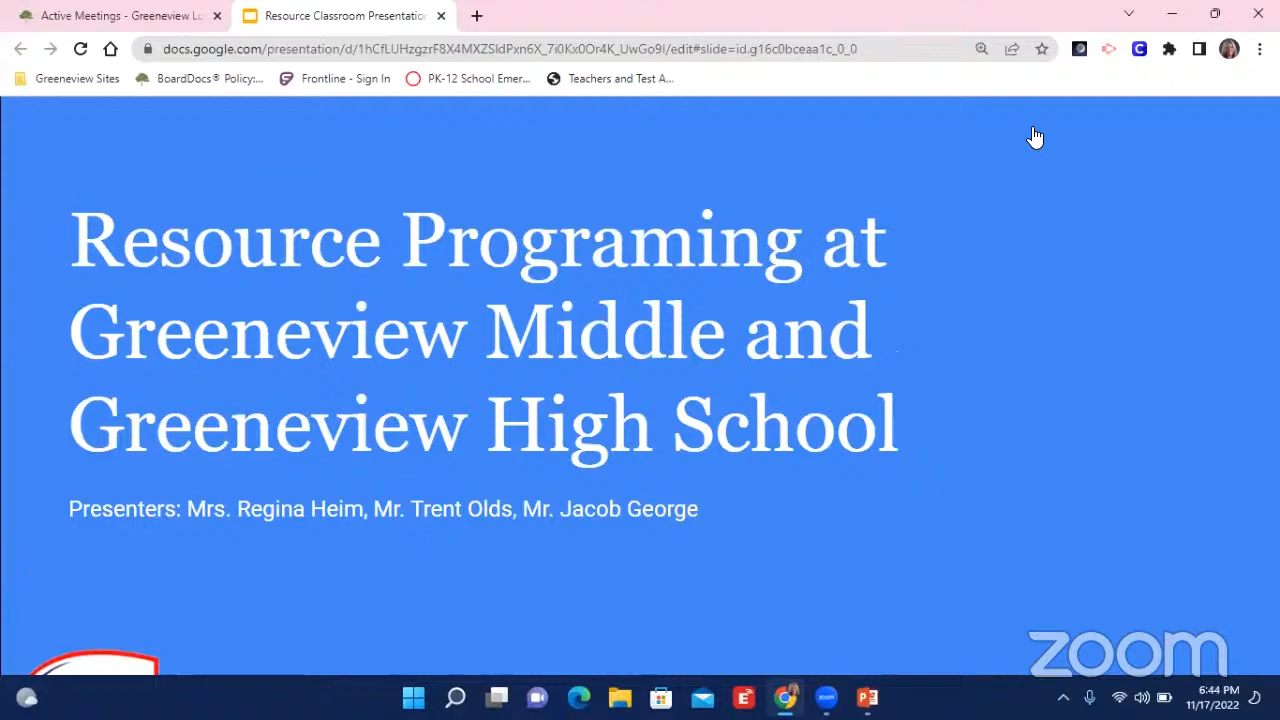 Active Meetings - Greeneview Lo
Resource Classroom Presentation
docs.google.com/presentation/d/1hCfLUHzgzrF8X4MXZSldPxn6X_7i0Kx0Or4K_UwGo9I/edit#slide=id:g16c0bceaa1c_0_0
Greeneview Sites
BoardDocs® Policy:...
Frontline - Sign In
PK-12 School Emer...
Teachers and Test A...
Resource Programing at
Greeneview Middle and
Greeneview High School
Presenters: Mrs. Regina Heim, Mr. Trent Olds, Mr. Jacob George
zoom
6:44 PM
11/17/2022